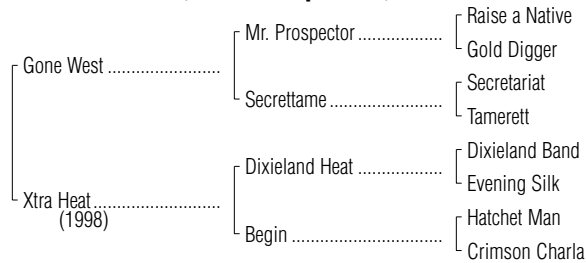 Raise a Native
Mr. Prospector ..................
Gold Digger
Gone West ........................
Secretariat
Secrettame ........................
Tamerett
Dixieland Band
Dixieland Heat ..................
Evening Silk
Xtra Heat ...........................
(1998)
Hatchet Man
Begin ................................
Crimson Charla